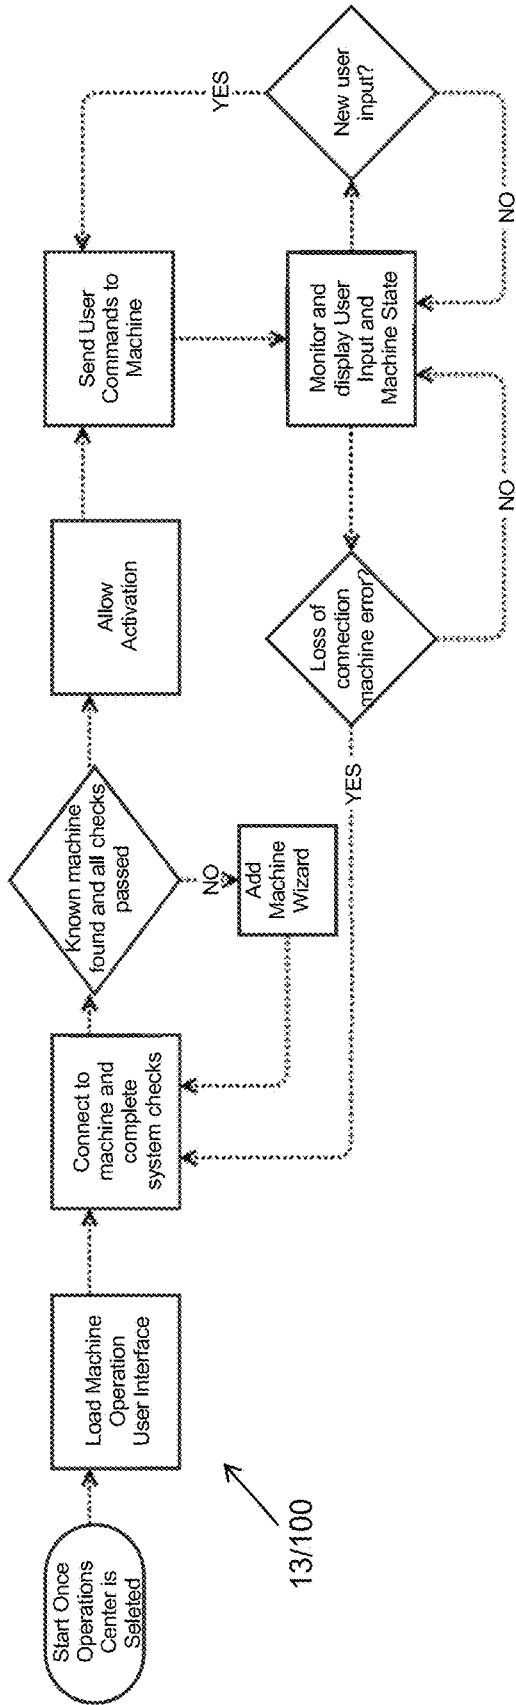 Start Once
Operations
Center is
Seleted
Load Machine
Operation
User Interface
Connect to
machine and
complete
system checks
Known machine
found and all checks
passed
NO
Add
Machine
Wizard
Allow
Activation
Send User
Commands to
Machine
Monitor and
display User
Input and
Machine State
New user
input?
YES
NO
Loss of
connection
machine error?
YES
NO
13/100